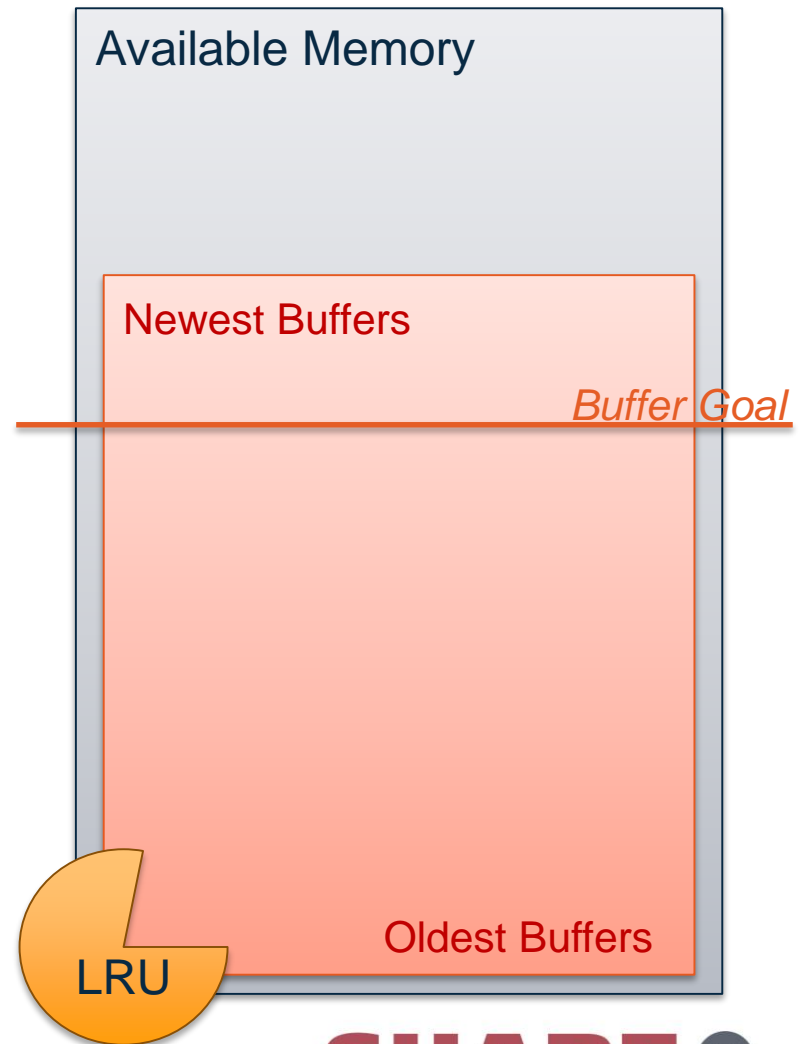 Available Memory
Newest Buffers
Buffer Goal
Oldest Buffers
LRU